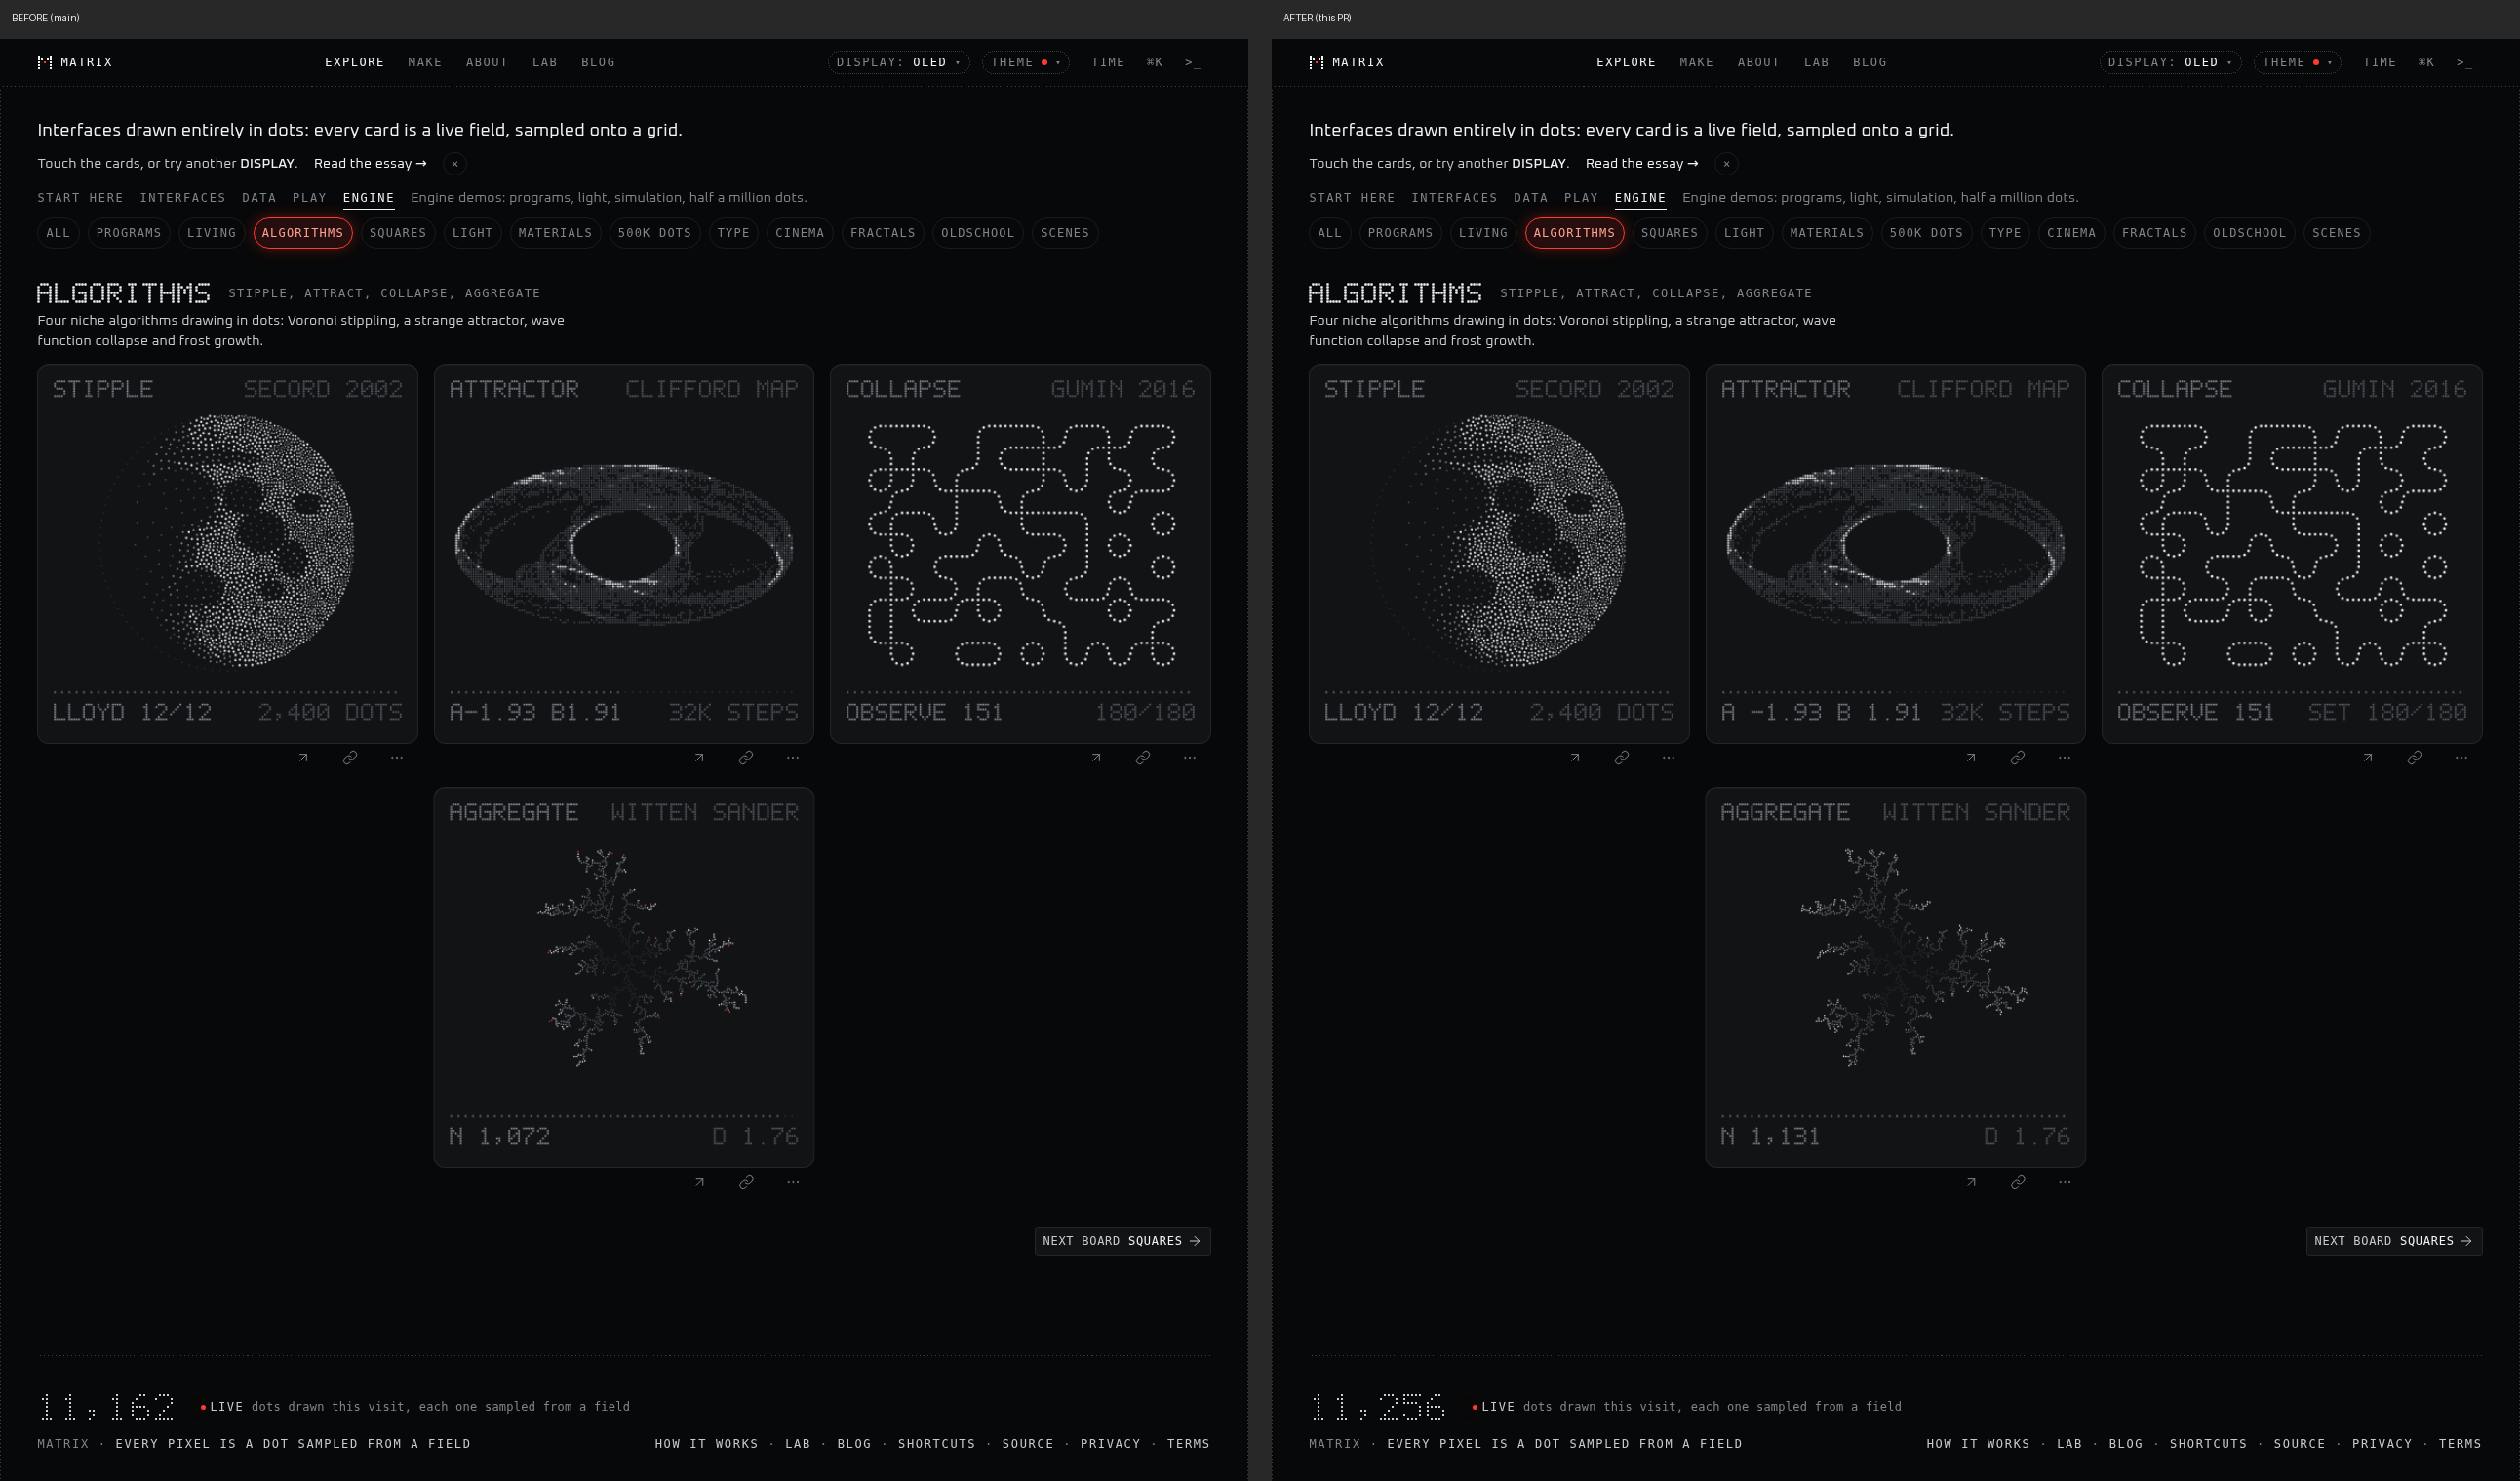 BEFORE (main)
MATRIX EXPLORE MAKE ABOUT LAB BLOG DISPLAY: OLED THEME TIME ⌘K >_
Interfaces drawn entirely in dots: every card is a live field, sampled onto a grid.
Touch the cards, or try another DISPLAY. Read the essay → ×
START HERE INTERFACES DATA PLAY ENGINE Engine demos: programs, light, simulation, half a million dots.
ALL PROGRAMS LIVING ALGORITHMS SQUARES LIGHT MATERIALS 500K DOTS TYPE CINEMA FRACTALS OLDSCHOOL SCENES
ALGORITHMS STIPPLE, ATTRACT, COLLAPSE, AGGREGATE
Four niche algorithms drawing in dots: Voronoi stippling, a strange attractor, wave
function collapse and frost growth.
STIPPLE SECORD 2002
LLOYD 12/12 2,400 DOTS
ATTRACTOR CLIFFORD MAP
A-1.93 B1.91 32K STEPS
COLLAPSE GUMIN 2016
OBSERVE 151 180/180
AGGREGATE WITTEN SANDER
N 1,072 D 1.76
NEXT BOARD SQUARES →
11,162 LIVE dots drawn this visit, each one sampled from a field
MATRIX · EVERY PIXEL IS A DOT SAMPLED FROM A FIELD HOW IT WORKS · LAB · BLOG · SHORTCUTS · SOURCE · PRIVACY · TERMS
AFTER (this PR)
MATRIX EXPLORE MAKE ABOUT LAB BLOG DISPLAY: OLED THEME TIME ⌘K >_
Interfaces drawn entirely in dots: every card is a live field, sampled onto a grid.
Touch the cards, or try another DISPLAY. Read the essay → ×
START HERE INTERFACES DATA PLAY ENGINE Engine demos: programs, light, simulation, half a million dots.
ALL PROGRAMS LIVING ALGORITHMS SQUARES LIGHT MATERIALS 500K DOTS TYPE CINEMA FRACTALS OLDSCHOOL SCENES
ALGORITHMS STIPPLE, ATTRACT, COLLAPSE, AGGREGATE
Four niche algorithms drawing in dots: Voronoi stippling, a strange attractor, wave
function collapse and frost growth.
STIPPLE SECORD 2002
LLOYD 12/12 2,400 DOTS
ATTRACTOR CLIFFORD MAP
A -1.93 B 1.91 32K STEPS
COLLAPSE GUMIN 2016
OBSERVE 151 SET 180/180
AGGREGATE WITTEN SANDER
N 1,131 D 1.76
NEXT BOARD SQUARES →
11,256 LIVE dots drawn this visit, each one sampled from a field
MATRIX · EVERY PIXEL IS A DOT SAMPLED FROM A FIELD HOW IT WORKS · LAB · BLOG · SHORTCUTS · SOURCE · PRIVACY · TERMS